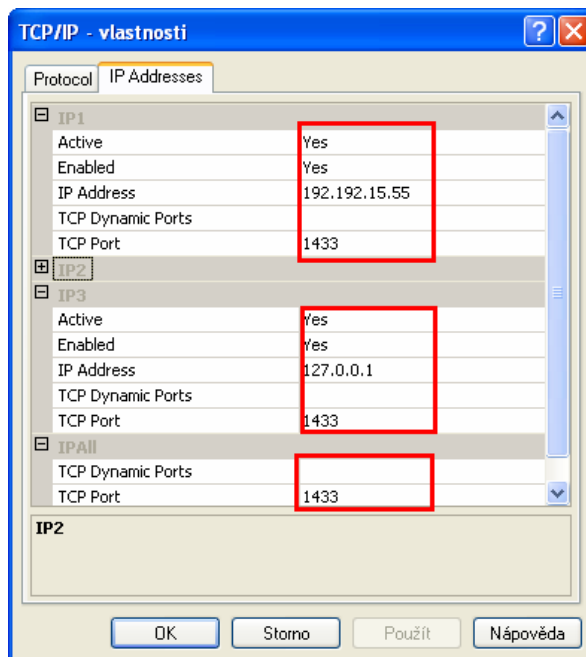 TCP/IP - vlastnosti
Protocol IP Addresses
IP1
Active Yes
Enabled Yes
IP Address 192.192.15.55
TCP Dynamic Ports
TCP Port 1433
IP2
IP3
Active Yes
Enabled Yes
IP Address 127.0.0.1
TCP Dynamic Ports
TCP Port 1433
IPAll
TCP Dynamic Ports
TCP Port 1433
IP2
OK Storno Použít Nápověda